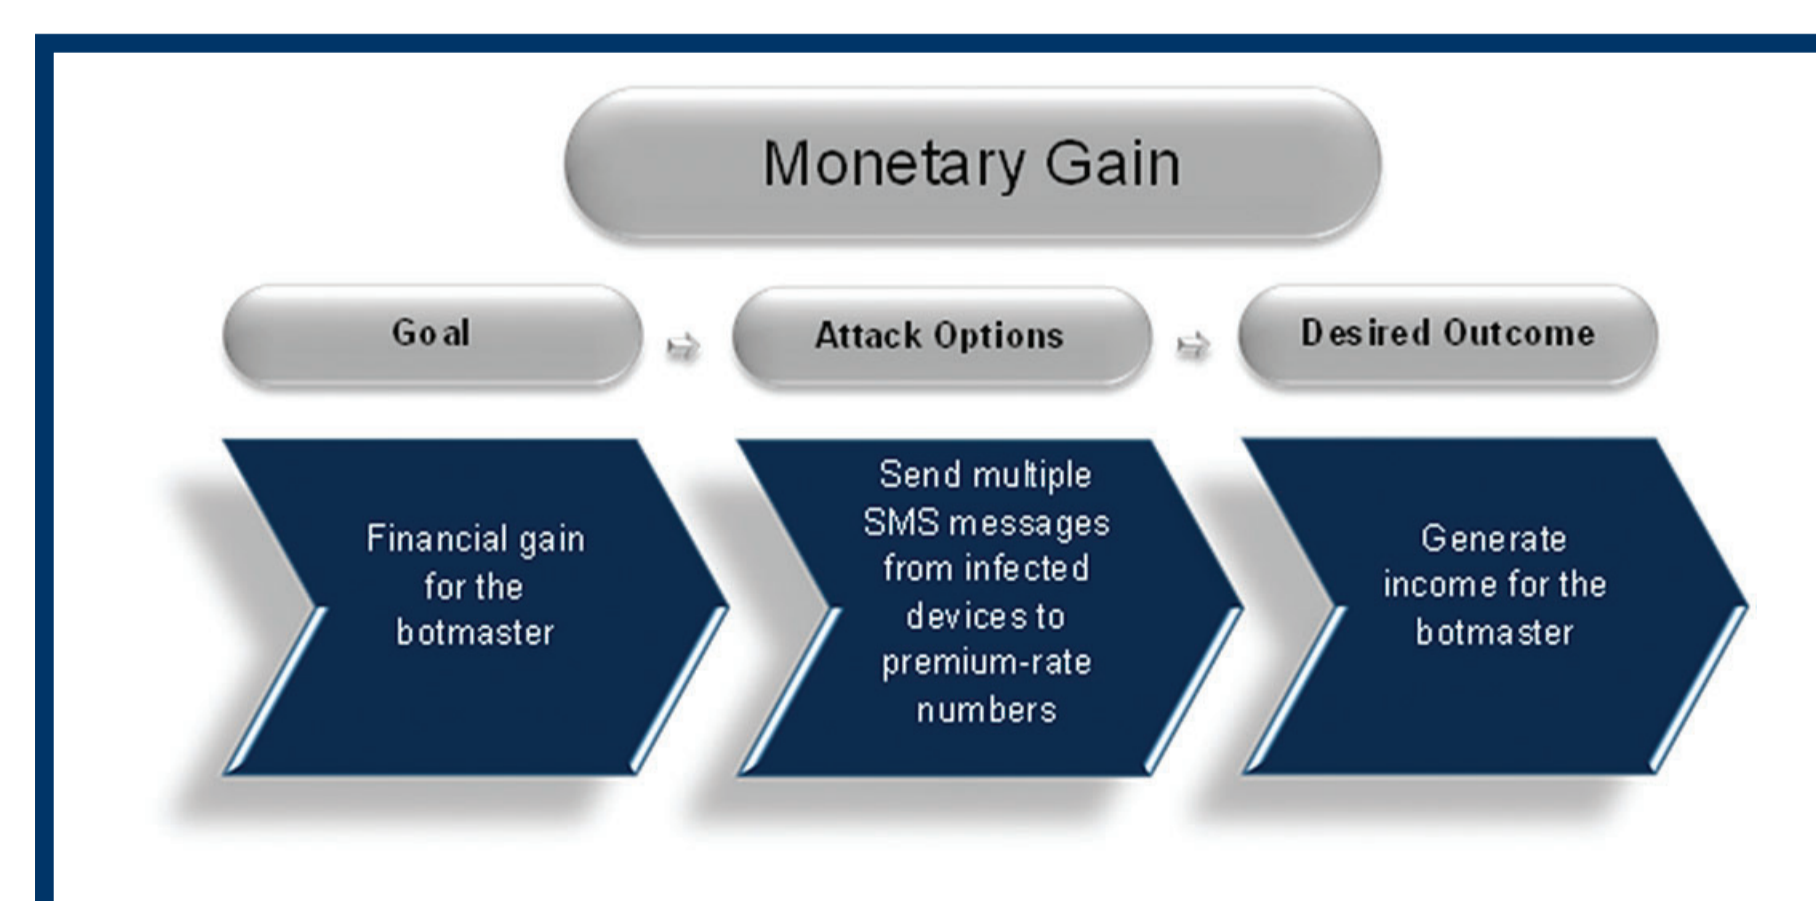 Monetary Gain
Goal
Attack Options
Desired Outcome
Financial gain
for the
botmaster
Send multiple
SMS messages
from infected
devices to
premium-rate
numbers
Generate
income for the
botmaster